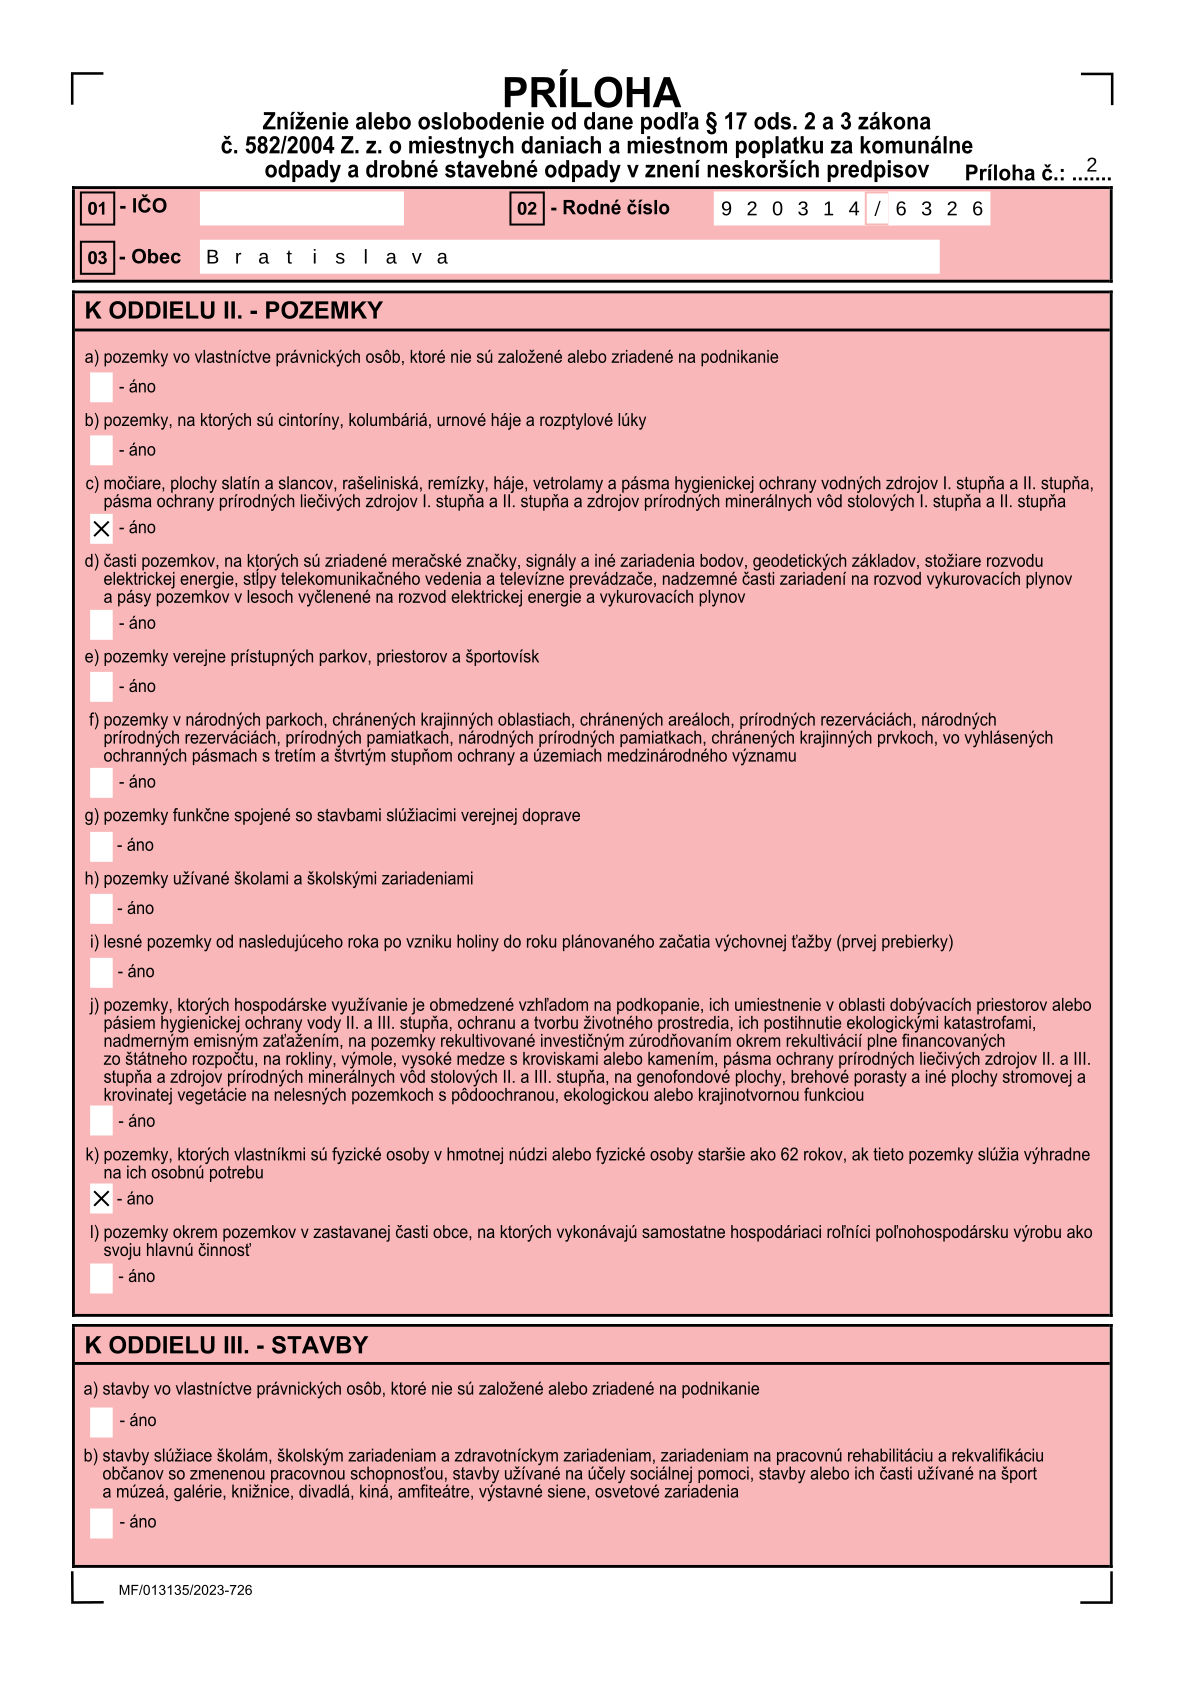 PRÍLOHA
Zníženie alebo oslobodenie od dane podľa § 17 ods. 2 a 3 zákona
č. 582/2004 Z. z. o miestnych daniach a miestnom poplatku za komunálne
odpady a drobné stavebné odpady v znení neskorších predpisov
Príloha č.: ...2....
01 - IČO
02 - Rodné číslo 920314/6326
03 - Obec Bratislava
K ODDIELU II. - POZEMKY
a) pozemky vo vlastníctve právnických osôb, ktoré nie sú založené alebo zriadené na podnikanie
- áno
b) pozemky, na ktorých sú cintoríny, kolumbáriá, urnové háje a rozptylové lúky
- áno
c) močiare, plochy slatín a slancov, rašeliniská, remízky, háje, vetrolamy a pásma hygienickej ochrany vodných zdrojov I. stupňa a II. stupňa,
pásma ochrany prírodných liečivých zdrojov I. stupňa a II. stupňa a zdrojov prírodných minerálnych vôd stolových I. stupňa a II. stupňa
X - áno
d) časti pozemkov, na ktorých sú zriadené meračské značky, signály a iné zariadenia bodov, geodetických základov, stožiare rozvodu
elektrickej energie, stĺpy telekomunikačného vedenia a televízne prevádzače, nadzemné časti zariadení na rozvod vykurovacích plynov
a pásy pozemkov v lesoch vyčlenené na rozvod elektrickej energie a vykurovacích plynov
- áno
e) pozemky verejne prístupných parkov, priestorov a športovísk
- áno
f) pozemky v národných parkoch, chránených krajinných oblastiach, chránených areáloch, prírodných rezerváciách, národných
prírodných rezerváciách, prírodných pamiatkach, národných prírodných pamiatkach, chránených krajinných prvkoch, vo vyhlásených
ochranných pásmach s tretím a štvrtým stupňom ochrany a územiach medzinárodného významu
- áno
g) pozemky funkčne spojené so stavbami slúžiacimi verejnej doprave
- áno
h) pozemky užívané školami a školskými zariadeniami
- áno
i) lesné pozemky od nasledujúceho roka po vzniku holiny do roku plánovaného začatia výchovnej ťažby (prvej prebierky)
- áno
j) pozemky, ktorých hospodárske využívanie je obmedzené vzhľadom na podkopanie, ich umiestnenie v oblasti dobývacích priestorov alebo
pásiem hygienickej ochrany vody II. a III. stupňa, ochranu a tvorbu životného prostredia, ich postihnutie ekologickými katastrofami,
nadmerným emisným zaťažením, na pozemky rekultivované investičným zúrodňovaním okrem rekultivácií plne financovaných
zo štátneho rozpočtu, na rokliny, výmole, vysoké medze s kroviskami alebo kamením, pásma ochrany prírodných liečivých zdrojov II. a III.
stupňa a zdrojov prírodných minerálnych vôd stolových II. a III. stupňa, na genofondové plochy, brehové porasty a iné plochy stromovej a
krovinatej vegetácie na nelesných pozemkoch s pôdoochranou, ekologickou alebo krajinotvornou funkciou
- áno
k) pozemky, ktorých vlastníkmi sú fyzické osoby v hmotnej núdzi alebo fyzické osoby staršie ako 62 rokov, ak tieto pozemky slúžia výhradne
na ich osobnú potrebu
X - áno
l) pozemky okrem pozemkov v zastavanej časti obce, na ktorých vykonávajú samostatne hospodáriaci roľníci poľnohospodársku výrobu ako
svoju hlavnú činnosť
- áno
K ODDIELU III. - STAVBY
a) stavby vo vlastníctve právnických osôb, ktoré nie sú založené alebo zriadené na podnikanie
- áno
b) stavby slúžiace školám, školským zariadeniam a zdravotníckym zariadeniam, zariadeniam na pracovnú rehabilitáciu a rekvalifikáciu
občanov so zmenenou pracovnou schopnosťou, stavby užívané na účely sociálnej pomoci, stavby alebo ich časti užívané na šport
a múzeá, galérie, knižnice, divadlá, kiná, amfiteátre, výstavné siene, osvetové zariadenia
- áno
MF/013135/2023-726